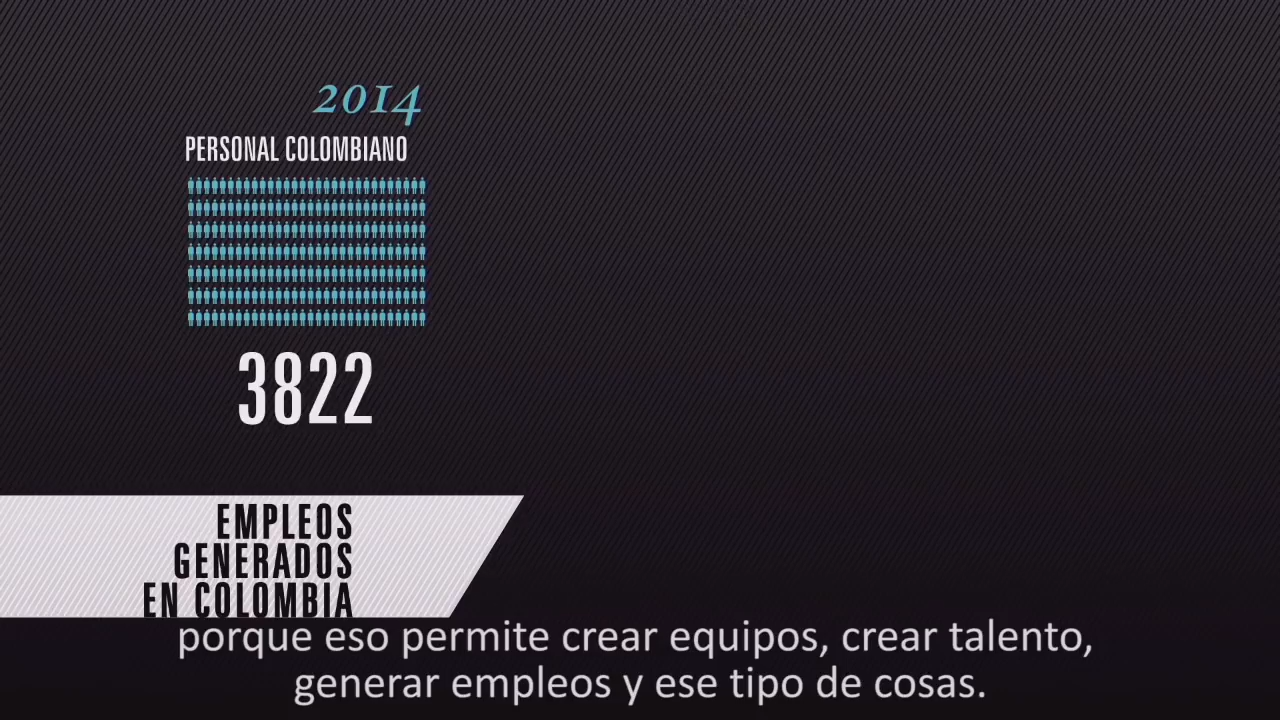 2014
PERSONAL COLOMBIANO
3822
EMPLEOS
GENERADOS
EN COLOMBIA
porque eso permite crear equipos, crear talento,
generar empleos y ese tipo de cosas.